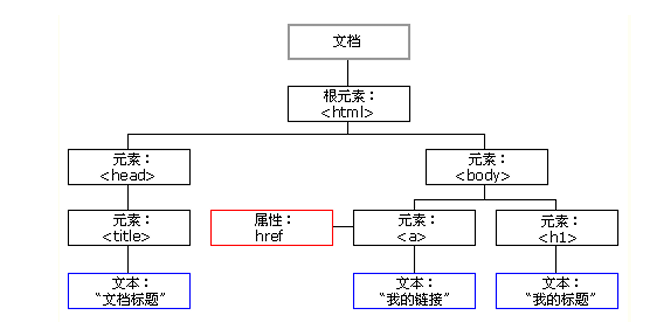 文档
根元素：
<html>
元素：
<head>
元素：
<body>
元素：
<title>
属性：
href
元素：
<a>
元素：
<h1>
文本：
“文档标题”
文本：
“我的链接”
文本：
“我的标题”